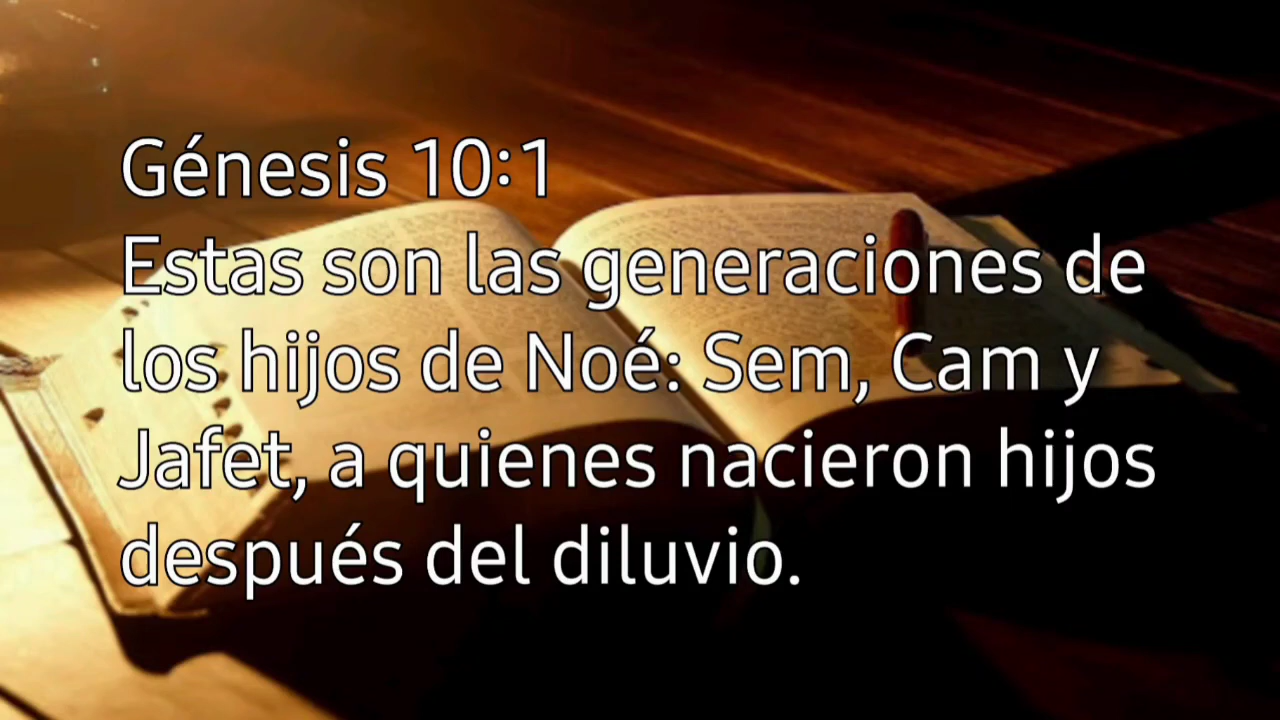 Génesis 10:1
Estas son las generaciones de
los hijos de Noé: Sem, Cam y
Jafet, a quienes nacieron hijos
después del diluvio.